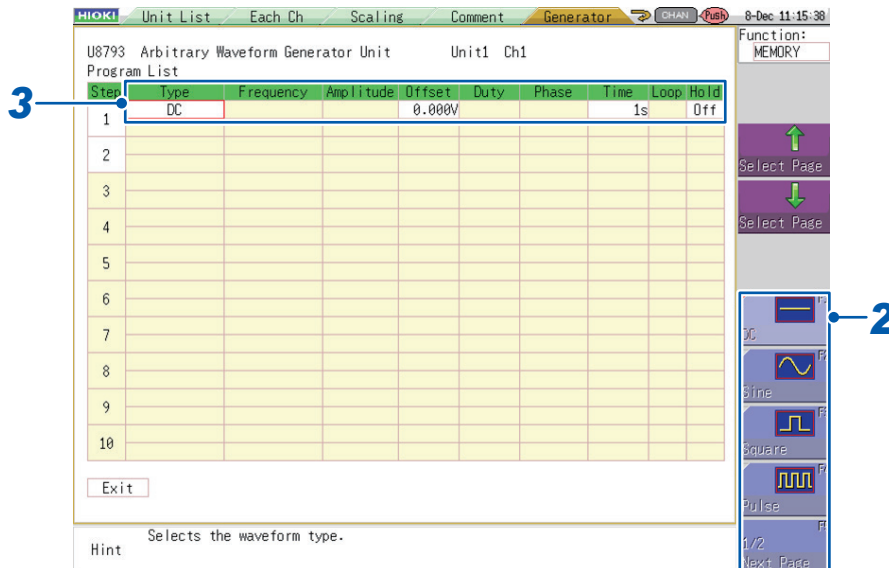 HIOKI Unit List Each Ch Scaling Comment Generator CHAN Push 8-Dec 11:15:38
Function:
MEMORY
U8793 Arbitrary Waveform Generator Unit Unit1 Ch1
Program List
Step Type Frequency Amplitude Offset Duty Phase Time Loop Hold
1 DC 0.000V 1s Off
2
3
4
5
6
7
8
9
10
Exit
Hint Selects the waveform type.
Select Page
Select Page
DC
Sine
Square
Pulse
1/2
Next Page
3
2